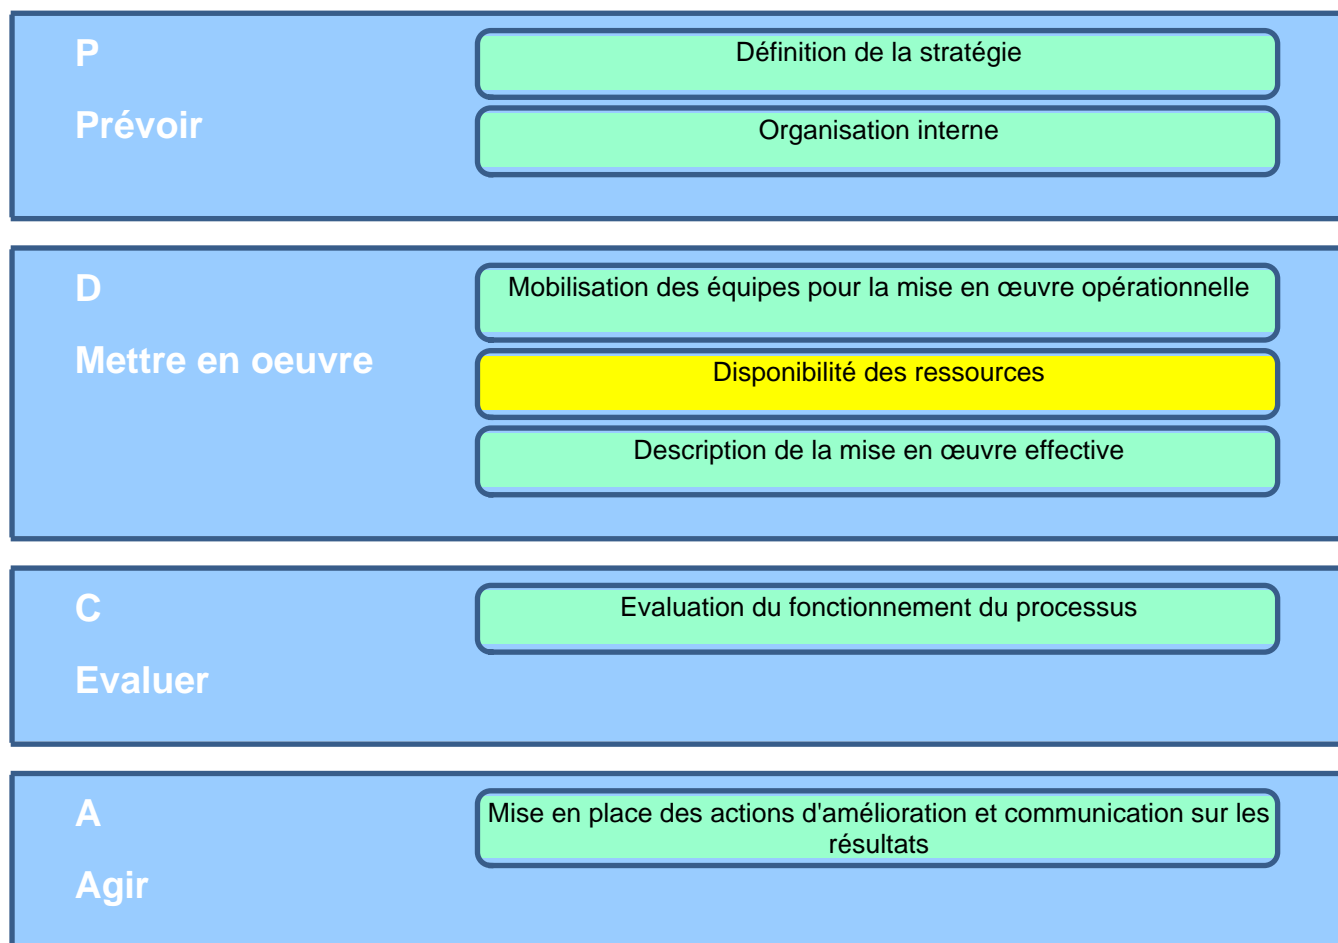 P
Prévoir
Définition de la stratégie
Organisation interne
D
Mettre en oeuvre
Mobilisation des équipes pour la mise en œuvre opérationnelle
Disponibilité des ressources
Description de la mise en œuvre effective
C
Evaluer
Evaluation du fonctionnement du processus
A
Agir
Mise en place des actions d'amélioration et communication sur les
résultats